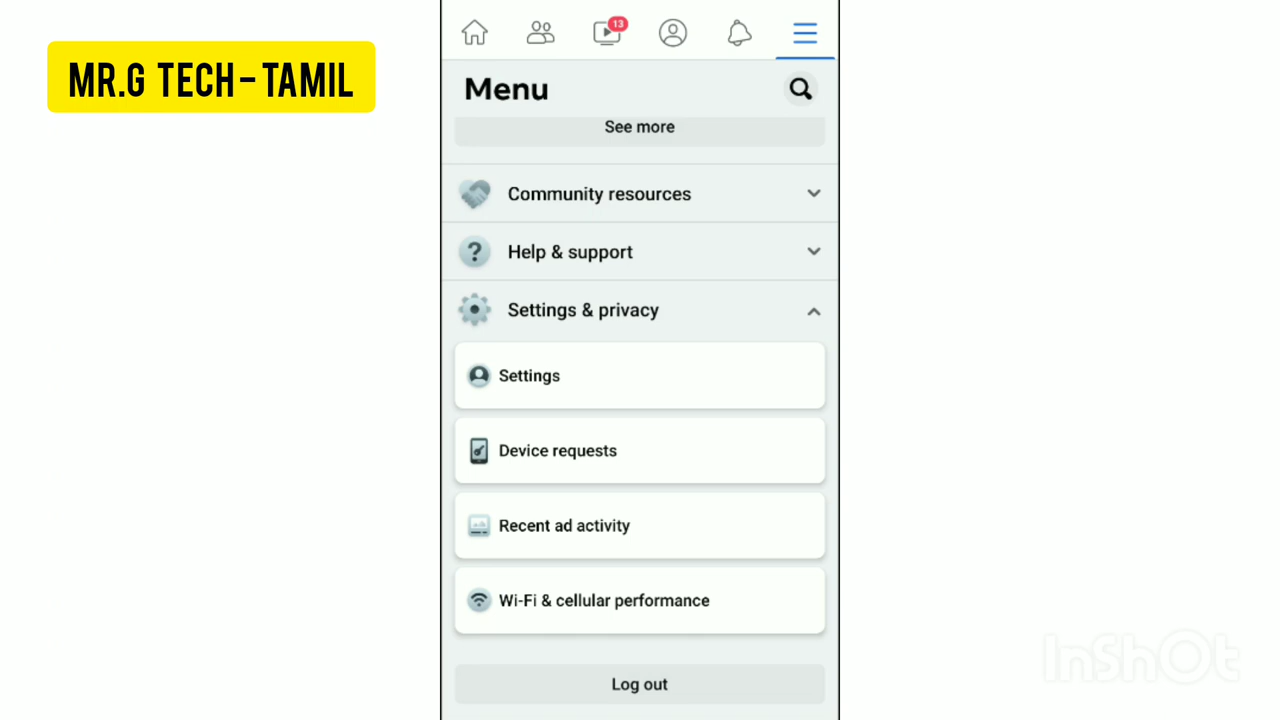 MR.G TECH - TAMIL
13
Menu
See more
Community resources
Help & support
Settings & privacy
Settings
Device requests
Recent ad activity
Wi-Fi & cellular performance
Log out
InShOt